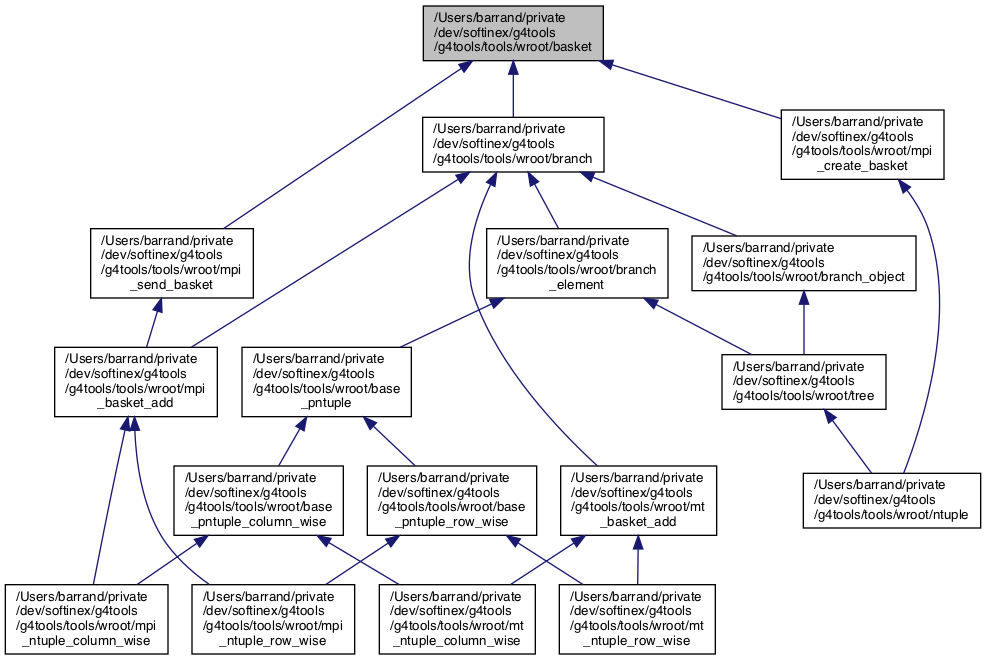 /Users/barrand/private
/dev/softinex/g4tools
/g4tools/tools/wroot/basket
/Users/barrand/private
/dev/softinex/g4tools
/g4tools/tools/wroot/branch
/Users/barrand/private
/dev/softinex/g4tools
/g4tools/tools/wroot/mpi
_create_basket
/Users/barrand/private
/dev/softinex/g4tools
/g4tools/tools/wroot/mpi
_send_basket
/Users/barrand/private
/dev/softinex/g4tools
/g4tools/tools/wroot/branch
_element
/Users/barrand/private
/dev/softinex/g4tools
/g4tools/tools/wroot/branch_object
/Users/barrand/private
/dev/softinex/g4tools
/g4tools/tools/wroot/mpi
_basket_add
/Users/barrand/private
/dev/softinex/g4tools
/g4tools/tools/wroot/base
_pntuple
/Users/barrand/private
/dev/softinex/g4tools
/g4tools/tools/wroot/tree
/Users/barrand/private
/dev/softinex/g4tools
/g4tools/tools/wroot/base
_pntuple_column_wise
/Users/barrand/private
/dev/softinex/g4tools
/g4tools/tools/wroot/base
_pntuple_row_wise
/Users/barrand/private
/dev/softinex/g4tools
/g4tools/tools/wroot/mt
_basket_add
/Users/barrand/private
/dev/softinex/g4tools
/g4tools/tools/wroot/ntuple
/Users/barrand/private
/dev/softinex/g4tools
/g4tools/tools/wroot/mpi
_ntuple_column_wise
/Users/barrand/private
/dev/softinex/g4tools
/g4tools/tools/wroot/mpi
_ntuple_row_wise
/Users/barrand/private
/dev/softinex/g4tools
/g4tools/tools/wroot/mt
_ntuple_column_wise
/Users/barrand/private
/dev/softinex/g4tools
/g4tools/tools/wroot/mt
_ntuple_row_wise